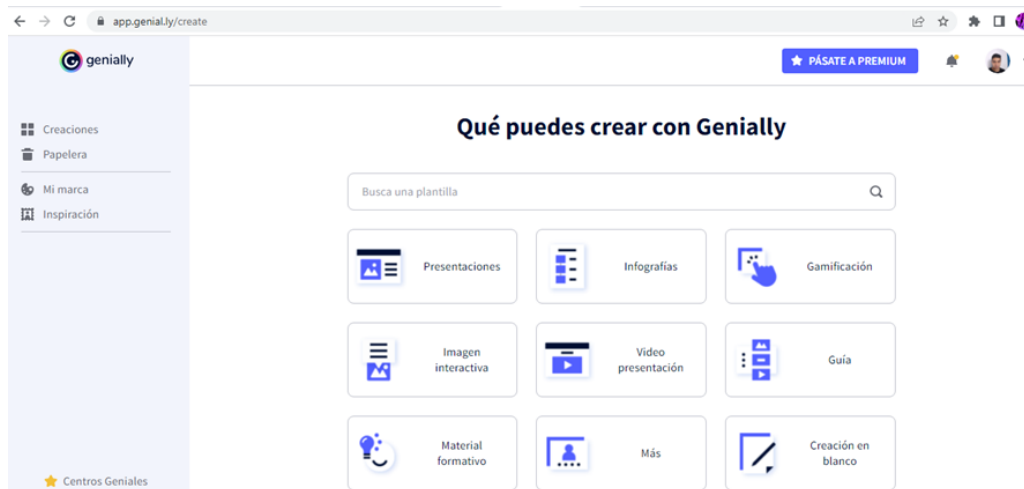 app.genial.ly/create
genially
PÁSATE A PREMIUM
Creaciones
Papelera
Mi marca
Inspiración
Centros Geniales
Qué puedes crear con Genially
Busca una plantilla
Presentaciones
Infografías
Gamificación
Imagen
interactiva
Video
presentación
Guía
Material
formativo
Más
Creación en
blanco